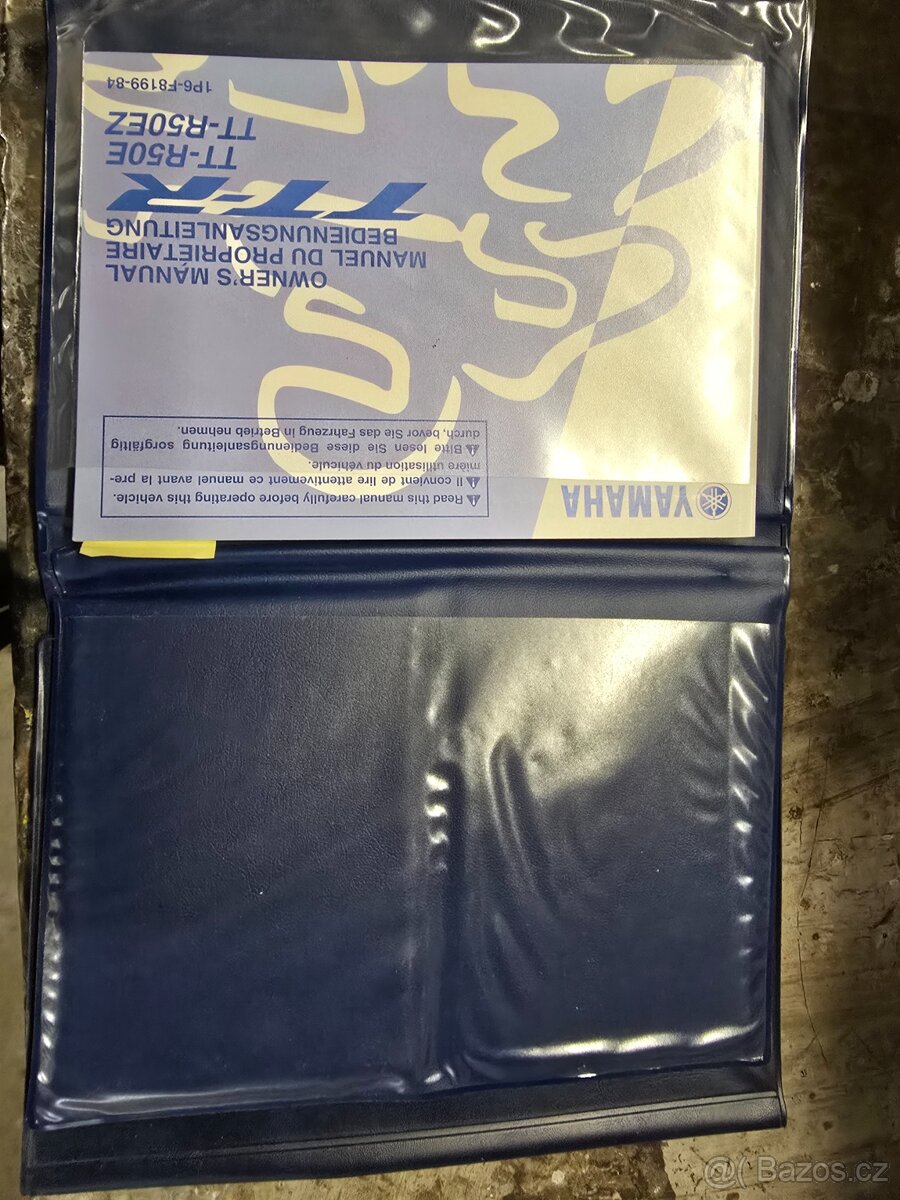 YAMAHA
⚠ Read this manual carefully before operating this vehicle.
⚠ Il convient de lire attentivement ce manuel avant la pre-
mière utilisation du véhicule.
⚠ Bitte lesen Sie diese Bedienungsanleitung sorgfältig
durch, bevor Sie das Fahrzeug in Betrieb nehmen.
OWNER'S MANUAL
MANUEL DU PROPRIETAIRE
BEDIENUNGSANLEITUNG
TT-R
TT-R50E
TT-R50EZ
1P6-F8199-84
@( Bazos.cz